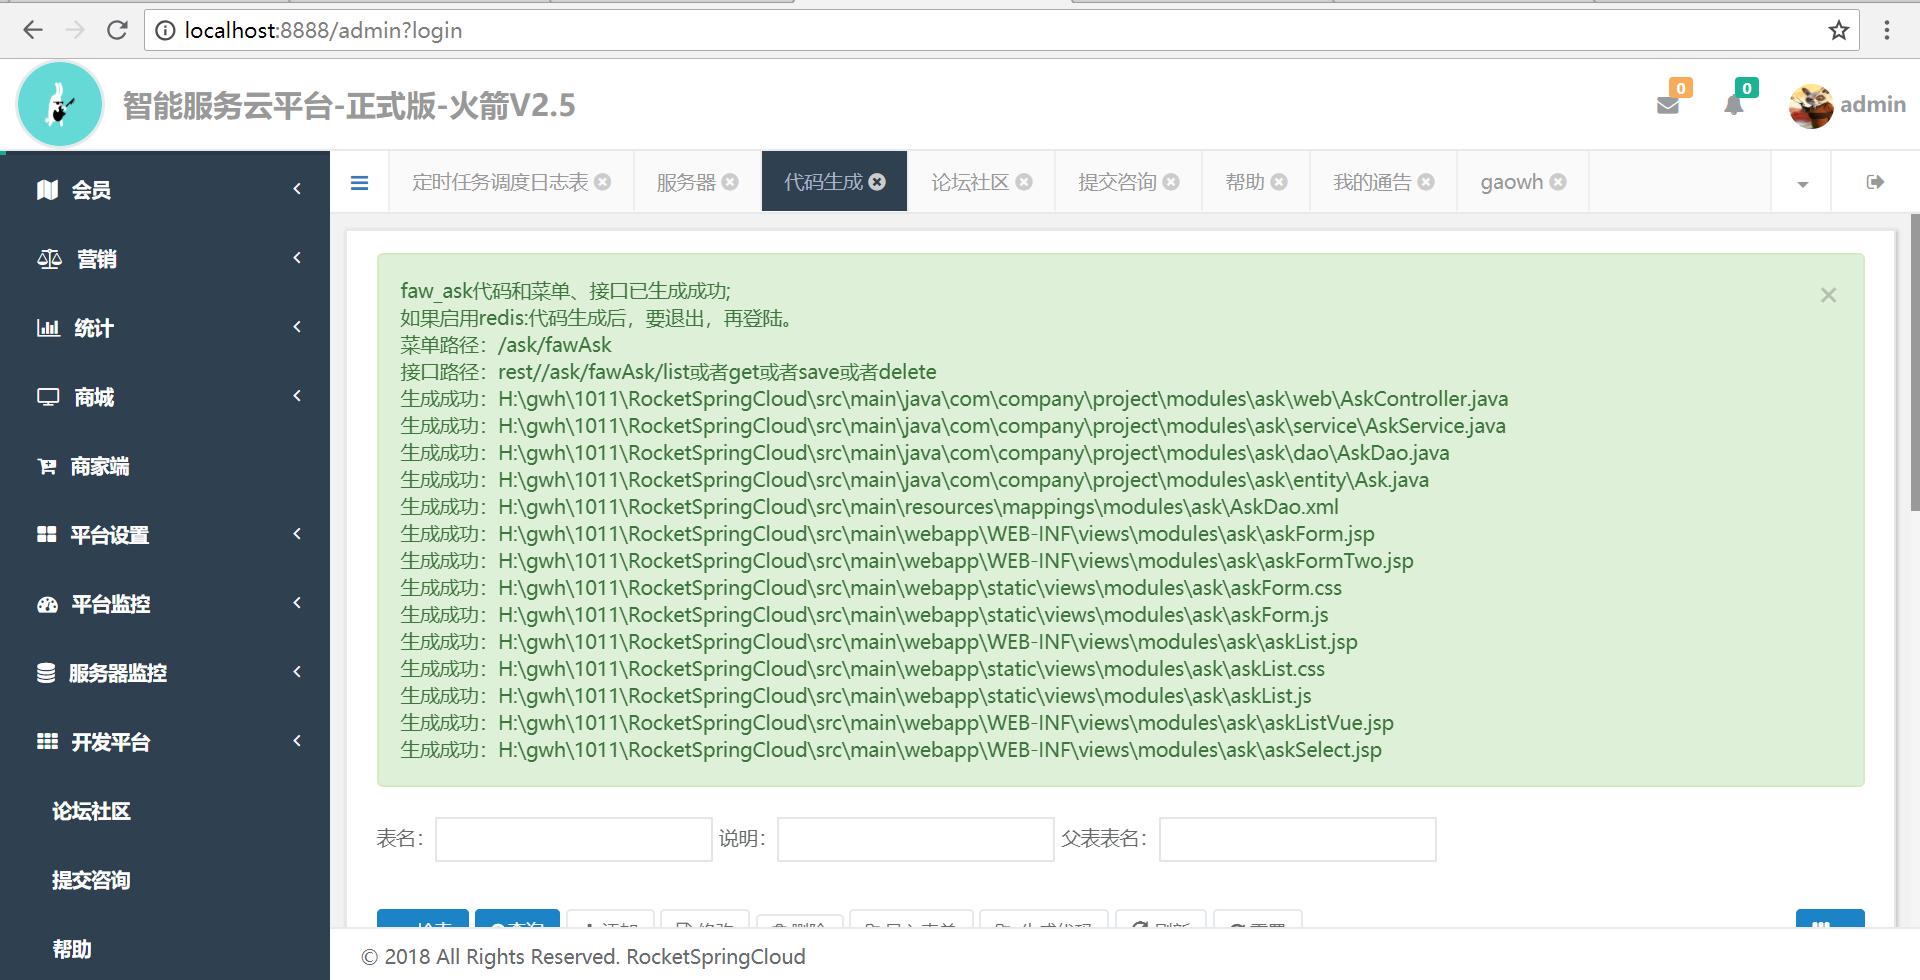 localhost:8888/admin?login
智能服务云平台-正式版-火箭V2.5
0
0
admin
会员
营销
统计
商城
商家端
平台设置
平台监控
服务器监控
开发平台
论坛社区
提交咨询
帮助
定时任务调度日志表
服务器
代码生成
论坛社区
提交咨询
帮助
我的通告
gaowh
faw_ask代码和菜单、接口已生成成功;
如果启用redis:代码生成后，要退出，再登陆。
菜单路径：/ask/fawAsk
接口路径：rest//ask/fawAsk/list或者get或者save或者delete
生成成功：H:\gwh\1011\RocketSpringCloud\src\main\java\com\company\project\modules\ask\web\AskController.java
生成成功：H:\gwh\1011\RocketSpringCloud\src\main\java\com\company\project\modules\ask\service\AskService.java
生成成功：H:\gwh\1011\RocketSpringCloud\src\main\java\com\company\project\modules\ask\dao\AskDao.java
生成成功：H:\gwh\1011\RocketSpringCloud\src\main\java\com\company\project\modules\ask\entity\Ask.java
生成成功：H:\gwh\1011\RocketSpringCloud\src\main\resources\mappings\modules\ask\AskDao.xml
生成成功：H:\gwh\1011\RocketSpringCloud\src\main\webapp\WEB-INF\views\modules\ask\askForm.jsp
生成成功：H:\gwh\1011\RocketSpringCloud\src\main\webapp\WEB-INF\views\modules\ask\askFormTwo.jsp
生成成功：H:\gwh\1011\RocketSpringCloud\src\main\webapp\static\views\modules\ask\askForm.css
生成成功：H:\gwh\1011\RocketSpringCloud\src\main\webapp\static\views\modules\ask\askForm.js
生成成功：H:\gwh\1011\RocketSpringCloud\src\main\webapp\WEB-INF\views\modules\ask\askList.jsp
生成成功：H:\gwh\1011\RocketSpringCloud\src\main\webapp\static\views\modules\ask\askList.css
生成成功：H:\gwh\1011\RocketSpringCloud\src\main\webapp\static\views\modules\ask\askList.js
生成成功：H:\gwh\1011\RocketSpringCloud\src\main\webapp\WEB-INF\views\modules\ask\askListVue.jsp
生成成功：H:\gwh\1011\RocketSpringCloud\src\main\webapp\WEB-INF\views\modules\ask\askSelect.jsp
表名： 说明： 父表表名：
© 2018 All Rights Reserved. RocketSpringCloud